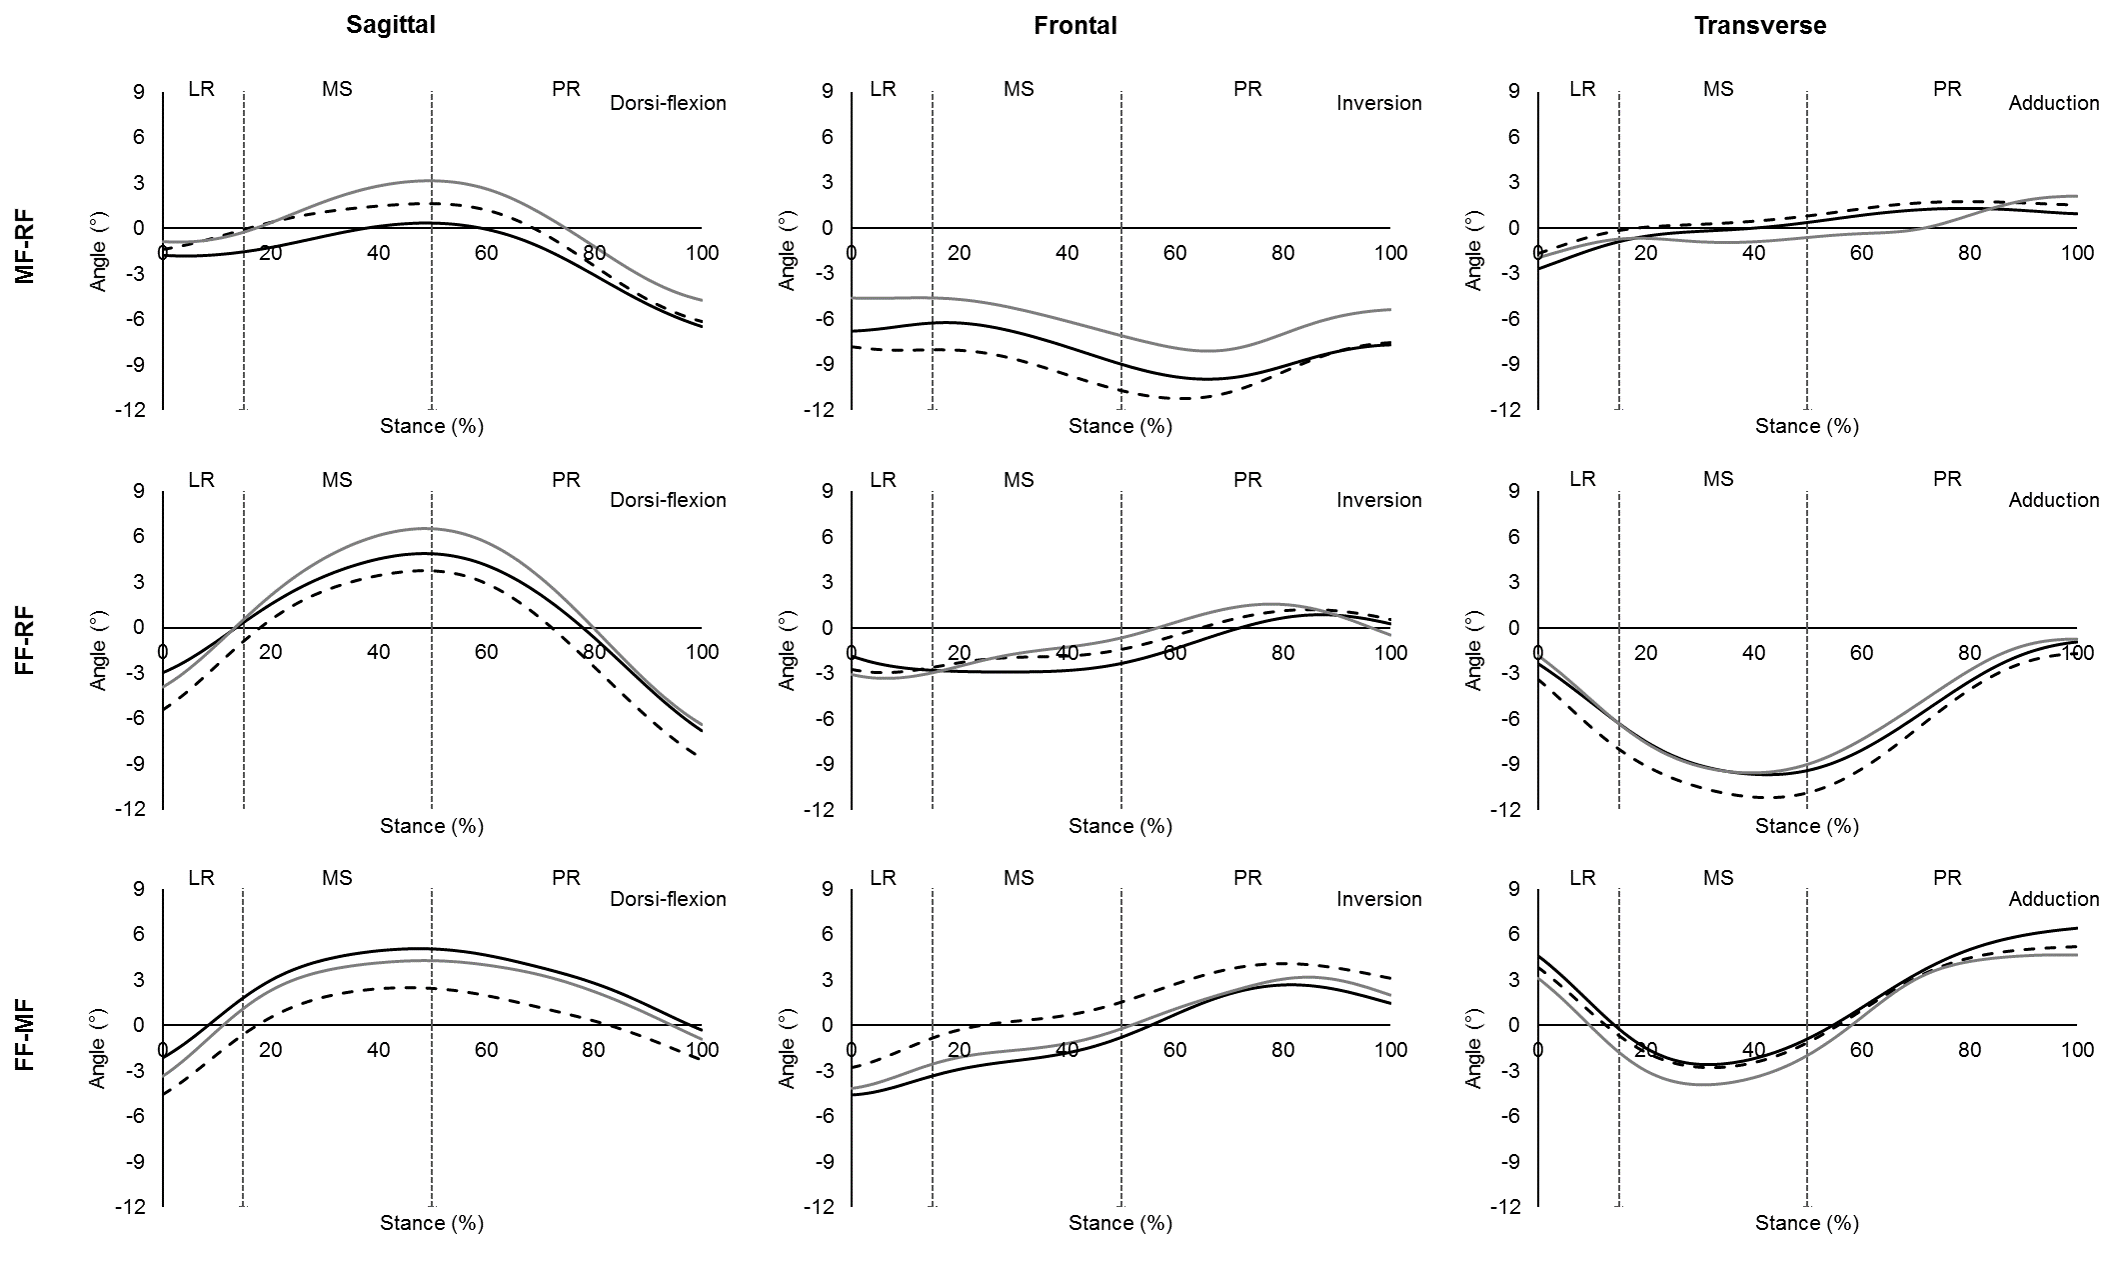 Sagittal Frontal Transverse
LR MS PR LR MS PR LR MS PR
Dorsi-flexion Inversion Adduction
9 9 9
6 6 6
3 3 3
0 0 0
0 20 40 60 80 100 0 20 40 60 80 100 0 20 40 60 80 100
-3 -3 -3
-6 -6 -6
-9 -9 -9
-12 -12 -12
MF-RF Angle (°) Angle (°) Angle (°)
Stance (%) Stance (%) Stance (%)
LR MS PR LR MS PR LR MS PR
Dorsi-flexion Inversion Adduction
9 9 9
6 6 6
3 3 3
0 0 0
0 20 40 60 80 100 0 20 40 60 80 100 0 20 40 60 80 100
-3 -3 -3
-6 -6 -6
-9 -9 -9
-12 -12 -12
FF-RF Angle (°) Angle (°) Angle (°)
Stance (%) Stance (%) Stance (%)
LR MS PR LR MS PR LR MS PR
Dorsi-flexion Inversion Adduction
9 9 9
6 6 6
3 3 3
0 0 0
0 20 40 60 80 100 0 20 40 60 80 100 0 20 40 60 80 100
-3 -3 -3
-6 -6 -6
-9 -9 -9
-12 -12 -12
FF-MF Angle (°) Angle (°) Angle (°)
Stance (%) Stance (%) Stance (%)